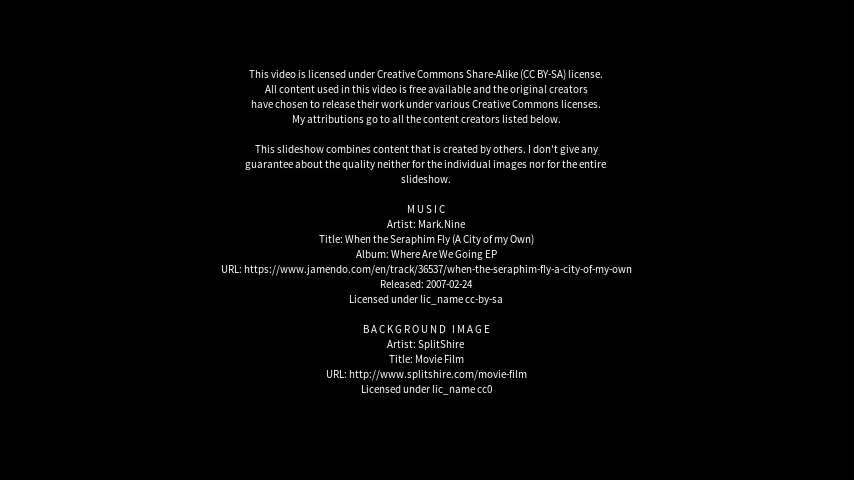 This video is licensed under Creative Commons Share-Alike (CC BY-SA) license.
All content used in this video is free available and the original creators
have chosen to release their work under various Creative Commons licenses.
My attributions go to all the content creators listed below.
This slideshow combines content that is created by others. I don't give any
guarantee about the quality neither for the individual images nor for the entire
slideshow.
MUSIC
Artist: Mark.Nine
Title: When the Seraphim Fly (A City of my Own)
Album: Where Are We Going EP
URL: https://www.jamendo.com/en/track/36537/when-the-seraphim-fly-a-city-of-my-own
Released: 2007-02-24
Licensed under lic_name cc-by-sa
BACKGROUND IMAGE
Artist: SplitShire
Title: Movie Film
URL: http://www.splitshire.com/movie-film
Licensed under lic_name cc0